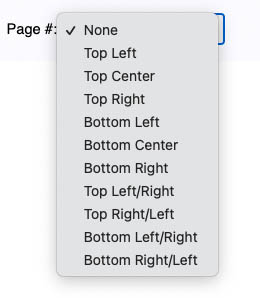 Page #: ✓ None
Top Left
Top Center
Top Right
Bottom Left
Bottom Center
Bottom Right
Top Left/Right
Top Right/Left
Bottom Left/Right
Bottom Right/Left